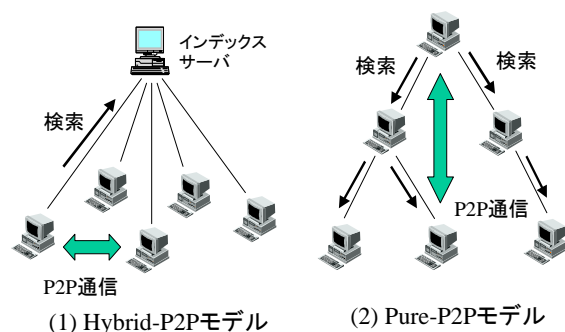 インデックス
サーバ
検索
P2P通信
(1) Hybrid-P2Pモデル
検索
検索
P2P通信
(2) Pure-P2Pモデル